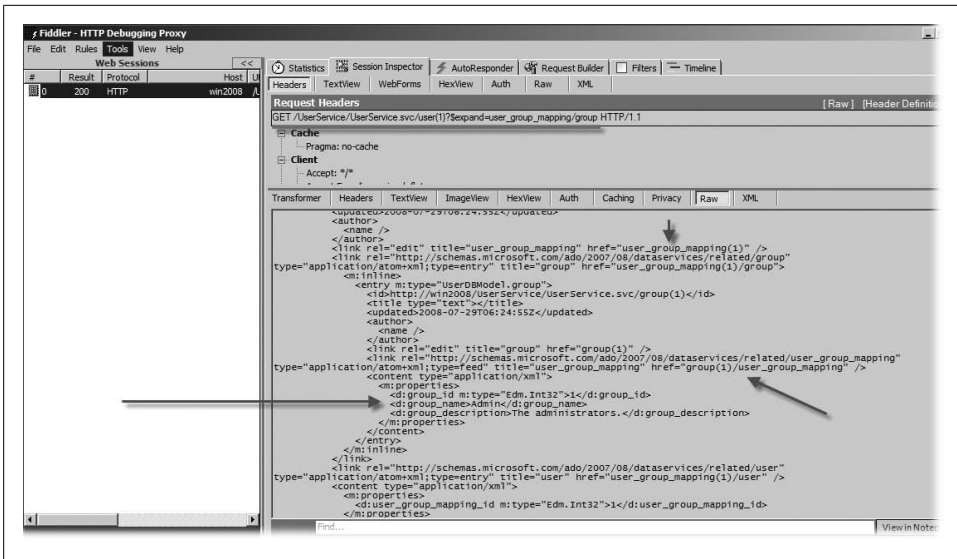 Fiddler - HTTP Debugging Proxy
File Edit Rules Tools View Help
Web Sessions <<
# Result Protocol Host
0 200 HTTP win2008
Statistics Session Inspector AutoResponder Request Builder Filters Timeline
Headers TextView WebForms HexView Auth Raw XML
Request Headers [Raw] [Header Definitio
GET /UserService/UserService.svc/user(1)?$expand=user_group_mapping/group HTTP/1.1
Cache
Pragma: no-cache
Client
Accept: */*
Transformer Headers TextView ImageView HexView Auth Caching Privacy Raw XML
<updated>2008-07-29T06:24:55Z</updated>
<author>
<name />
</author>
<link rel="edit" title="user_group_mapping" href="user_group_mapping(1)" />
<link rel="http://schemas.microsoft.com/ado/2007/08/dataservices/related/group"
type="application/atom+xml;type=entry" title="group" href="user_group_mapping(1)/group">
<m:inline>
<entry m:type="UserDBModel.group">
<id>http://win2008/UserService/UserService.svc/group(1)</id>
<title type="text"></title>
<updated>2008-07-29T06:24:55Z</updated>
<author>
<name />
</author>
<link rel="edit" title="group" href="group(1)" />
<link rel="http://schemas.microsoft.com/ado/2007/08/dataservices/related/user_group_mapping"
type="application/atom+xml;type=feed" title="user_group_mapping" href="group(1)/user_group_mapping" />
<content type="application/xml">
<m:properties>
<d:group_id m:type="Edm.Int32">1</d:group_id>
<d:group_name>Admin</d:group_name>
<d:group_description>The administrators.</d:group_description>
</m:properties>
</content>
</entry>
</m:inline>
</link>
<link rel="http://schemas.microsoft.com/ado/2007/08/dataservices/related/user"
type="application/atom+xml;type=entry" title="user" href="user_group_mapping(1)/user" />
<content type="application/xml">
<m:properties>
<d:user_group_mapping_id m:type="Edm.Int32">1</d:user_group_mapping_id>
</m:properties>
Find... View in Notep